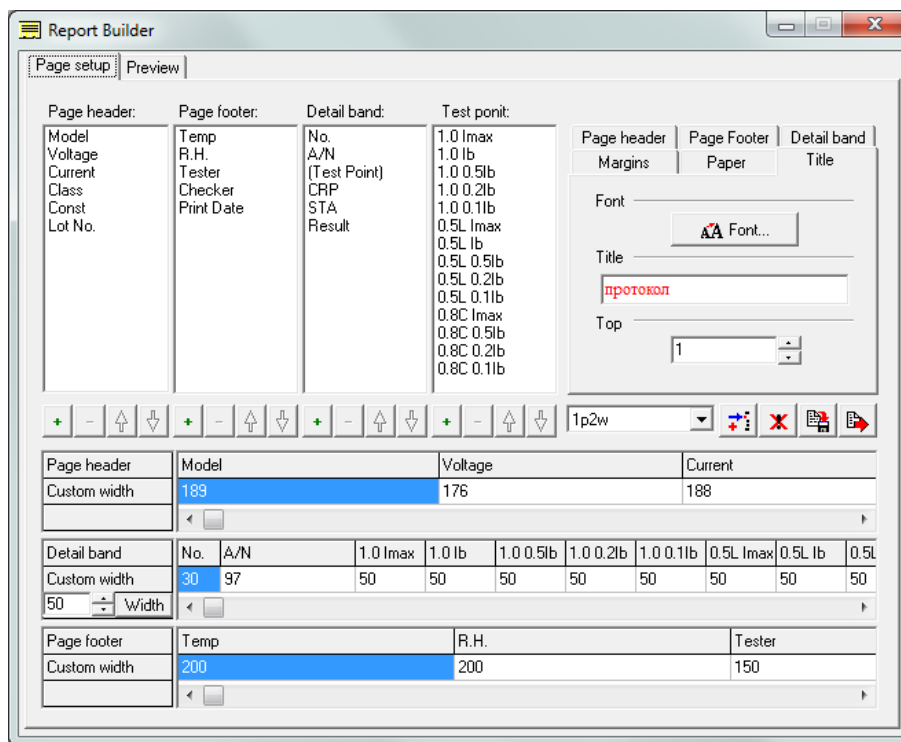 Report Builder
Page setup Preview
Page header: Page footer: Detail band: Test ponit:
Model
Voltage
Current
Class
Const
Lot No.
Temp
R.H.
Tester
Checker
Print Date
No.
A/N
(Test Point)
CRP
STA
Result
1.0 Imax
1.0 Ib
1.0 0.5Ib
1.0 0.2Ib
1.0 0.1Ib
0.5L Imax
0.5L Ib
0.5L 0.5Ib
0.5L 0.2Ib
0.5L 0.1Ib
0.8C Imax
0.8C 0.5Ib
0.8C 0.2Ib
0.8C 0.1Ib
Page header Page Footer Detail band
Margins Paper Title
Font
Font...
Title
протокол
Top
1
1p2w
Page header Model Voltage Current
Custom width 189 176 188
Detail band No. A/N 1.0 Imax 1.0 Ib 1.0 0.5Ib 1.0 0.2Ib 1.0 0.1Ib 0.5L Imax 0.5L Ib 0.5L
Custom width 30 97 50 50 50 50 50 50 50 50
50 Width
Page footer Temp R.H. Tester
Custom width 200 200 150